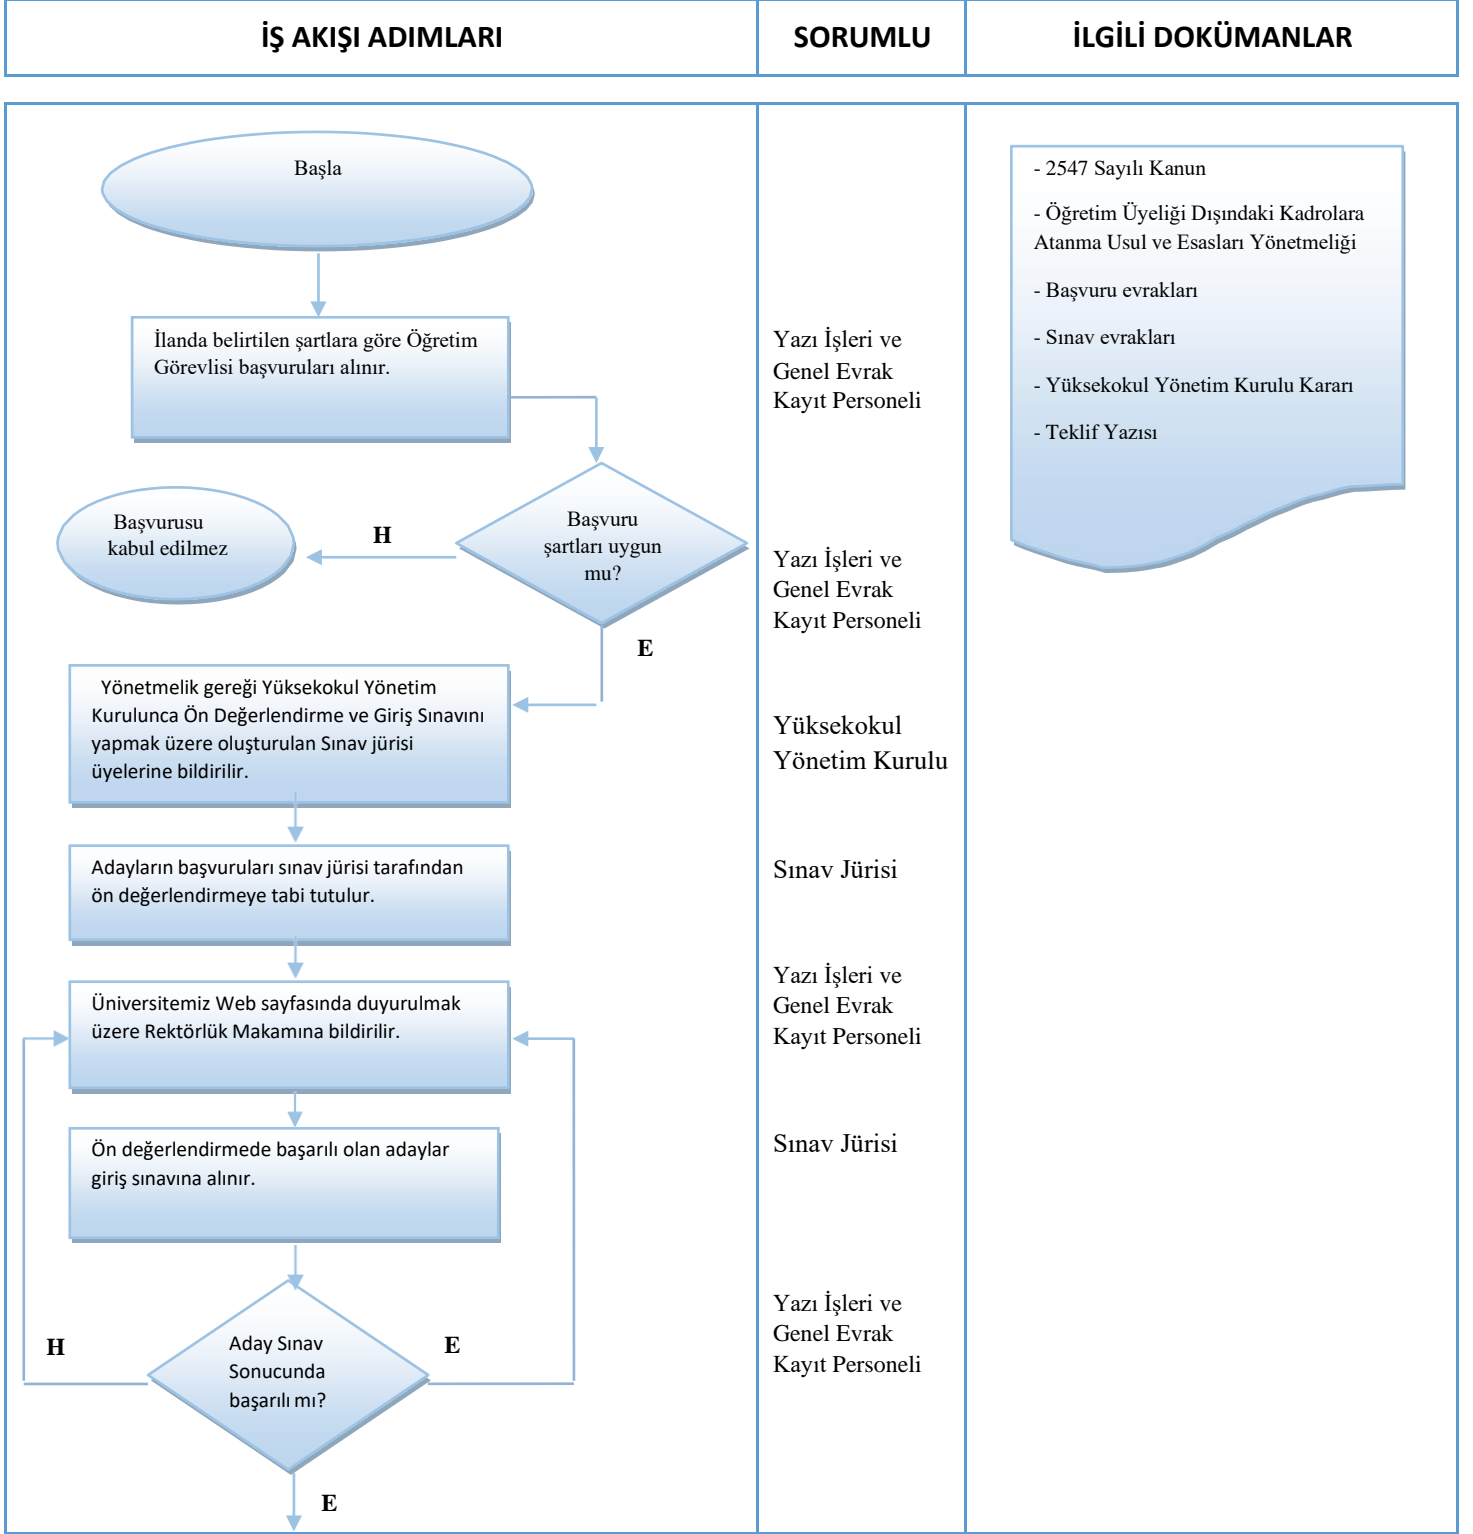 İŞ AKIŞI ADIMLARI
SORUMLU
İLGİLİ DOKÜMANLAR
Başla
İlanda belirtilen şartlara göre Öğretim
Görevlisi başvuruları alınır.
Başvurusu
kabul edilmez
H
Başvuru
şartları uygun
mu?
E
Yönetmelik gereği Yüksekokul Yönetim
Kurulunca Ön Değerlendirme ve Giriş Sınavını
yapmak üzere oluşturulan Sınav jürisi
üyelerine bildirilir.
Adayların başvuruları sınav jürisi tarafından
ön değerlendirmeye tabi tutulur.
Üniversitemiz Web sayfasında duyurulmak
üzere Rektörlük Makamına bildirilir.
Ön değerlendirmede başarılı olan adaylar
giriş sınavına alınır.
H
Aday Sınav
Sonucunda
başarılı mı?
E
E
Yazı İşleri ve
Genel Evrak
Kayıt Personeli
Yazı İşleri ve
Genel Evrak
Kayıt Personeli
Yüksekokul
Yönetim Kurulu
Sınav Jürisi
Yazı İşleri ve
Genel Evrak
Kayıt Personeli
Sınav Jürisi
Yazı İşleri ve
Genel Evrak
Kayıt Personeli
- 2547 Sayılı Kanun
- Öğretim Üyeliği Dışındaki Kadrolara
Atanma Usul ve Esasları Yönetmeliği
- Başvuru evrakları
- Sınav evrakları
- Yüksekokul Yönetim Kurulu Kararı
- Teklif Yazısı